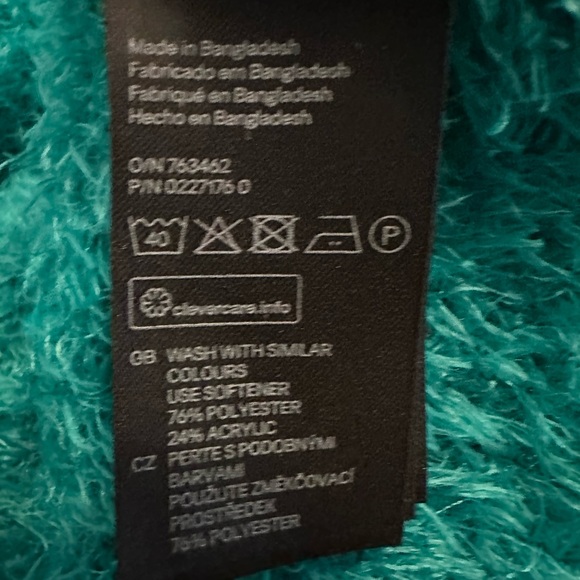 Made in Bangladesh
Fabricado em Bangladesh
Fabriqué en Bangladesh
Hecho en Bangladesh
O/N 763462
P/N 0227176 0
40 P
clevercare.info
GB WASH WITH SIMILAR
COLOURS
USE SOFTENER
76% POLYESTER
24% ACRYLIC
CZ PERTE S PODOBNÝMI
BARVAMI
POUŽIJTE ZMĚKČOVACÍ
PROSTŘEDEK
76% POLYESTER